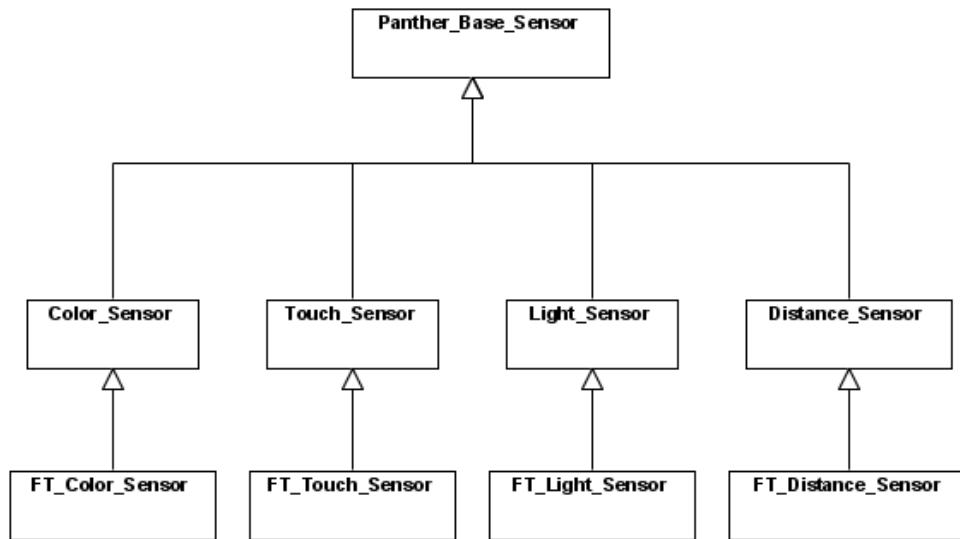 Panther_Base_Sensor
Color_Sensor
Touch_Sensor
Light_Sensor
Distance_Sensor
FT_Color_Sensor
FT_Touch_Sensor
FT_Light_Sensor
FT_Distance_Sensor